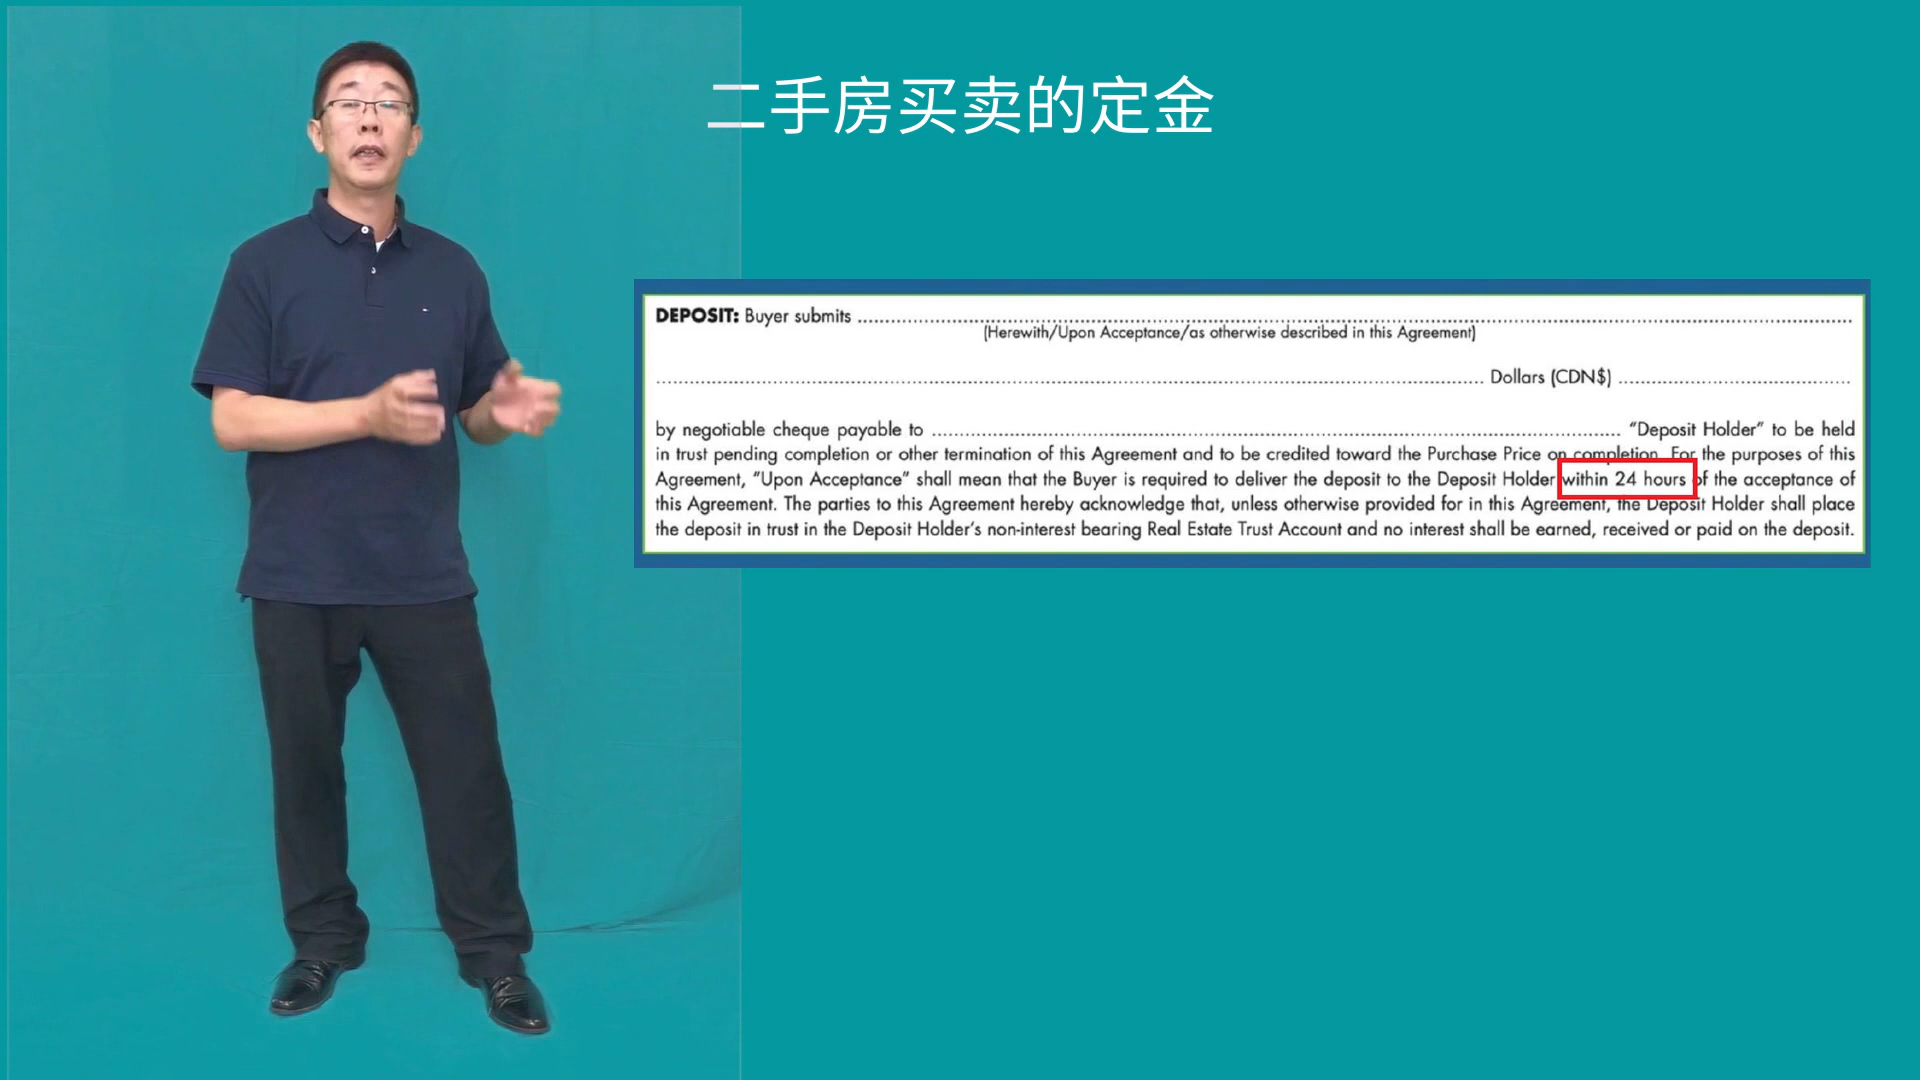 二手房买卖的定金
DEPOSIT: Buyer submits ....................
(Herewith/Upon Acceptance/as otherwise described in this Agreement)
.................... Dollars (CDN$) ....................
by negotiable cheque payable to .................... “Deposit Holder” to be held
in trust pending completion or other termination of this Agreement and to be credited toward the Purchase Price on completion. For the purposes of this
Agreement, “Upon Acceptance” shall mean that the Buyer is required to deliver the deposit to the Deposit Holder within 24 hours of the acceptance of
this Agreement. The parties to this Agreement hereby acknowledge that, unless otherwise provided for in this Agreement, the Deposit Holder shall place
the deposit in trust in the Deposit Holder’s non-interest bearing Real Estate Trust Account and no interest shall be earned, received or paid on the deposit.